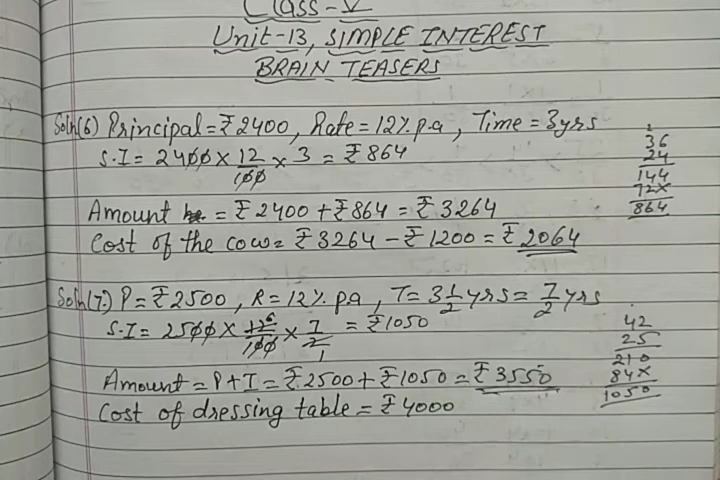 Class-V
Unit-13, SIMPLE INTEREST
BRAIN TEASERS
Soln(6) Principal = ₹2400, Rate = 12% p.a, Time = 3yrs
S.I = 2400 × 12/100 × 3 = ₹864
Amount = ₹2400 + ₹864 = ₹3264
Cost of the cow = ₹3264 - ₹1200 = ₹2064
2
36
24
144
72×
864
Soln(7.) P = ₹2500, R = 12% p.a, T = 3 1/2 yrs = 7/2 yrs
S.I = 2500 × 12/100 × 7/2 = ₹1050
6
1
Amount = P+I = ₹2500 + ₹1050 = ₹3550
Cost of dressing table = ₹4000
42
25
210
84×
1050